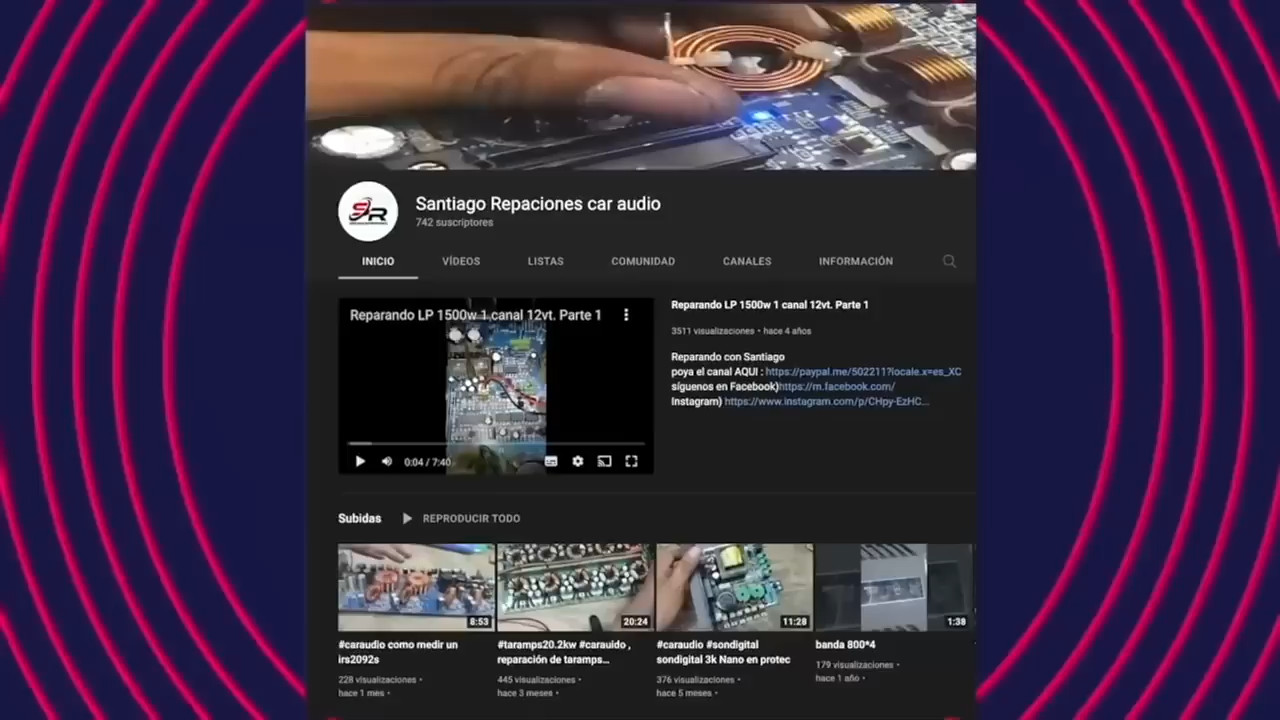 SR
Santiago Repaciones car audio
742 suscriptores
INICIO
VÍDEOS
LISTAS
COMUNIDAD
CANALES
INFORMACIÓN
Reparando LP 1500w 1 canal 12vt. Parte 1
0:04 / 7:40
Reparando LP 1500w 1 canal 12vt. Parte 1
3511 visualizaciones • hace 4 años
Reparando con Santiago
poya el canal AQUI : https://paypal.me/502211?locale.x=es_XC
síguenos en Facebook)https://m.facebook.com/
Instagram) https://www.instagram.com/p/CHpy-EzHC...
Subidas
REPRODUCIR TODO
8:53
#caraudio como medir un
irs2092s
228 visualizaciones •
hace 1 mes •
20:24
#taramps20.2kw #carauido ,
reparación de taramps...
445 visualizaciones •
hace 3 meses •
11:28
#caraudio #sondigital
sondigital 3k Nano en protec
376 visualizaciones •
hace 5 meses •
1:38
banda 800*4
179 visualizaciones •
hace 1 año •